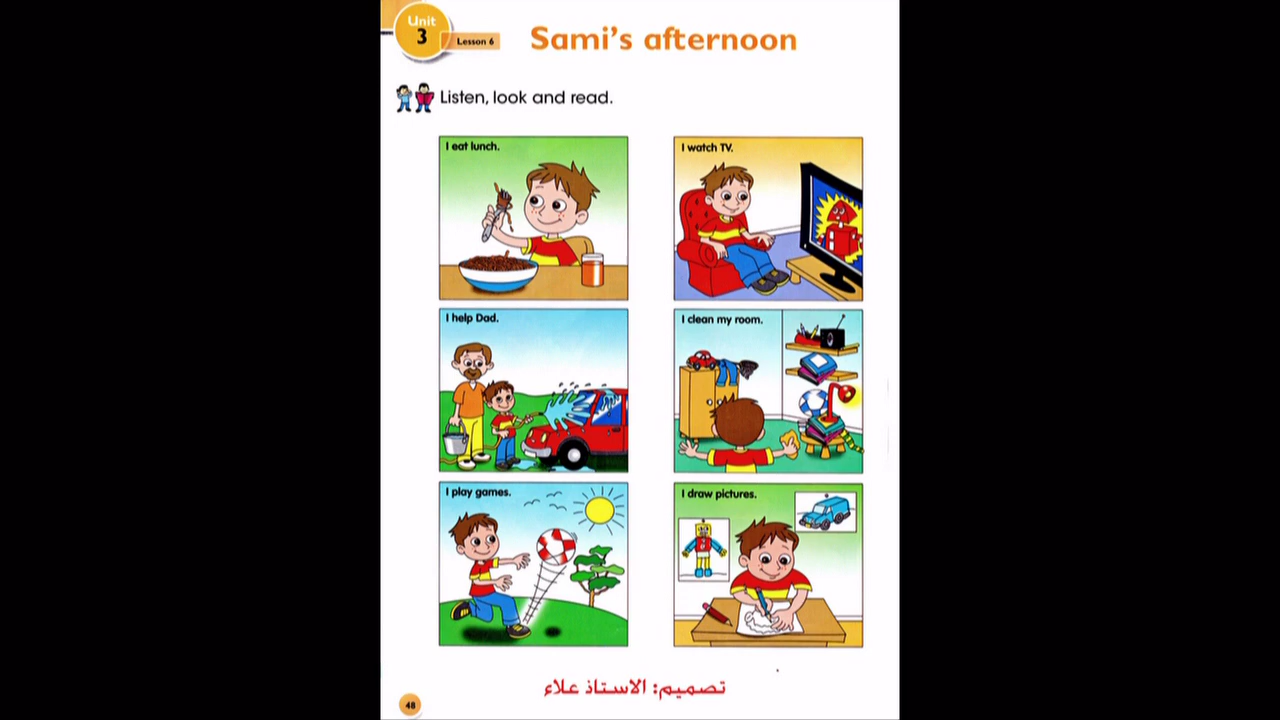 Unit
3
Lesson 6
Sami's afternoon
Listen, look and read.
I eat lunch.
I watch TV.
I help Dad.
I clean my room.
I play games.
I draw pictures.
تصميم: الاستاذ علاء
48